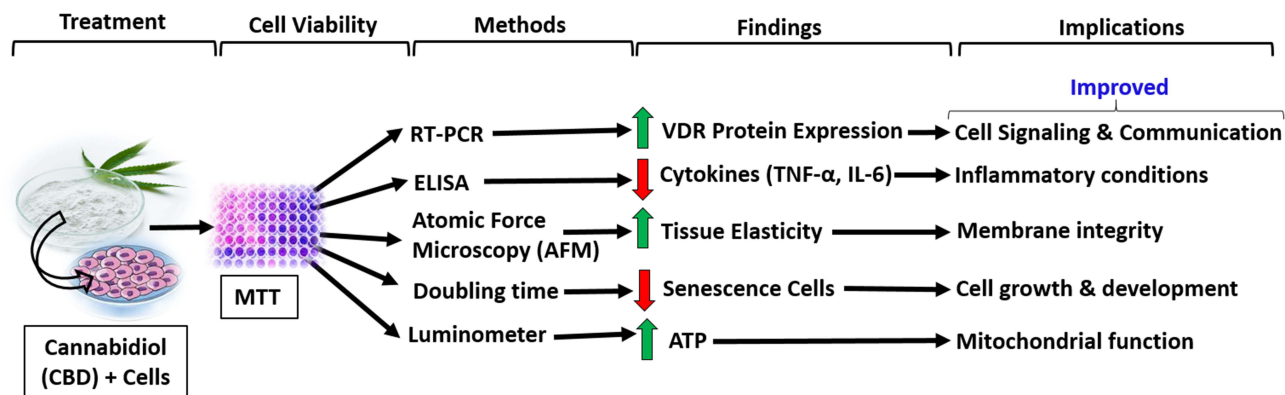 Treatment
Cell Viability
Methods
Findings
Implications
Improved
RT-PCR
VDR Protein Expression
Cell Signaling & Communication
ELISA
Cytokines (TNF-α, IL-6)
Inflammatory conditions
Atomic Force
Microscopy (AFM)
Tissue Elasticity
Membrane integrity
MTT
Doubling time
Senescence Cells
Cell growth & development
Luminometer
ATP
Mitochondrial function
Cannabidiol
(CBD) + Cells